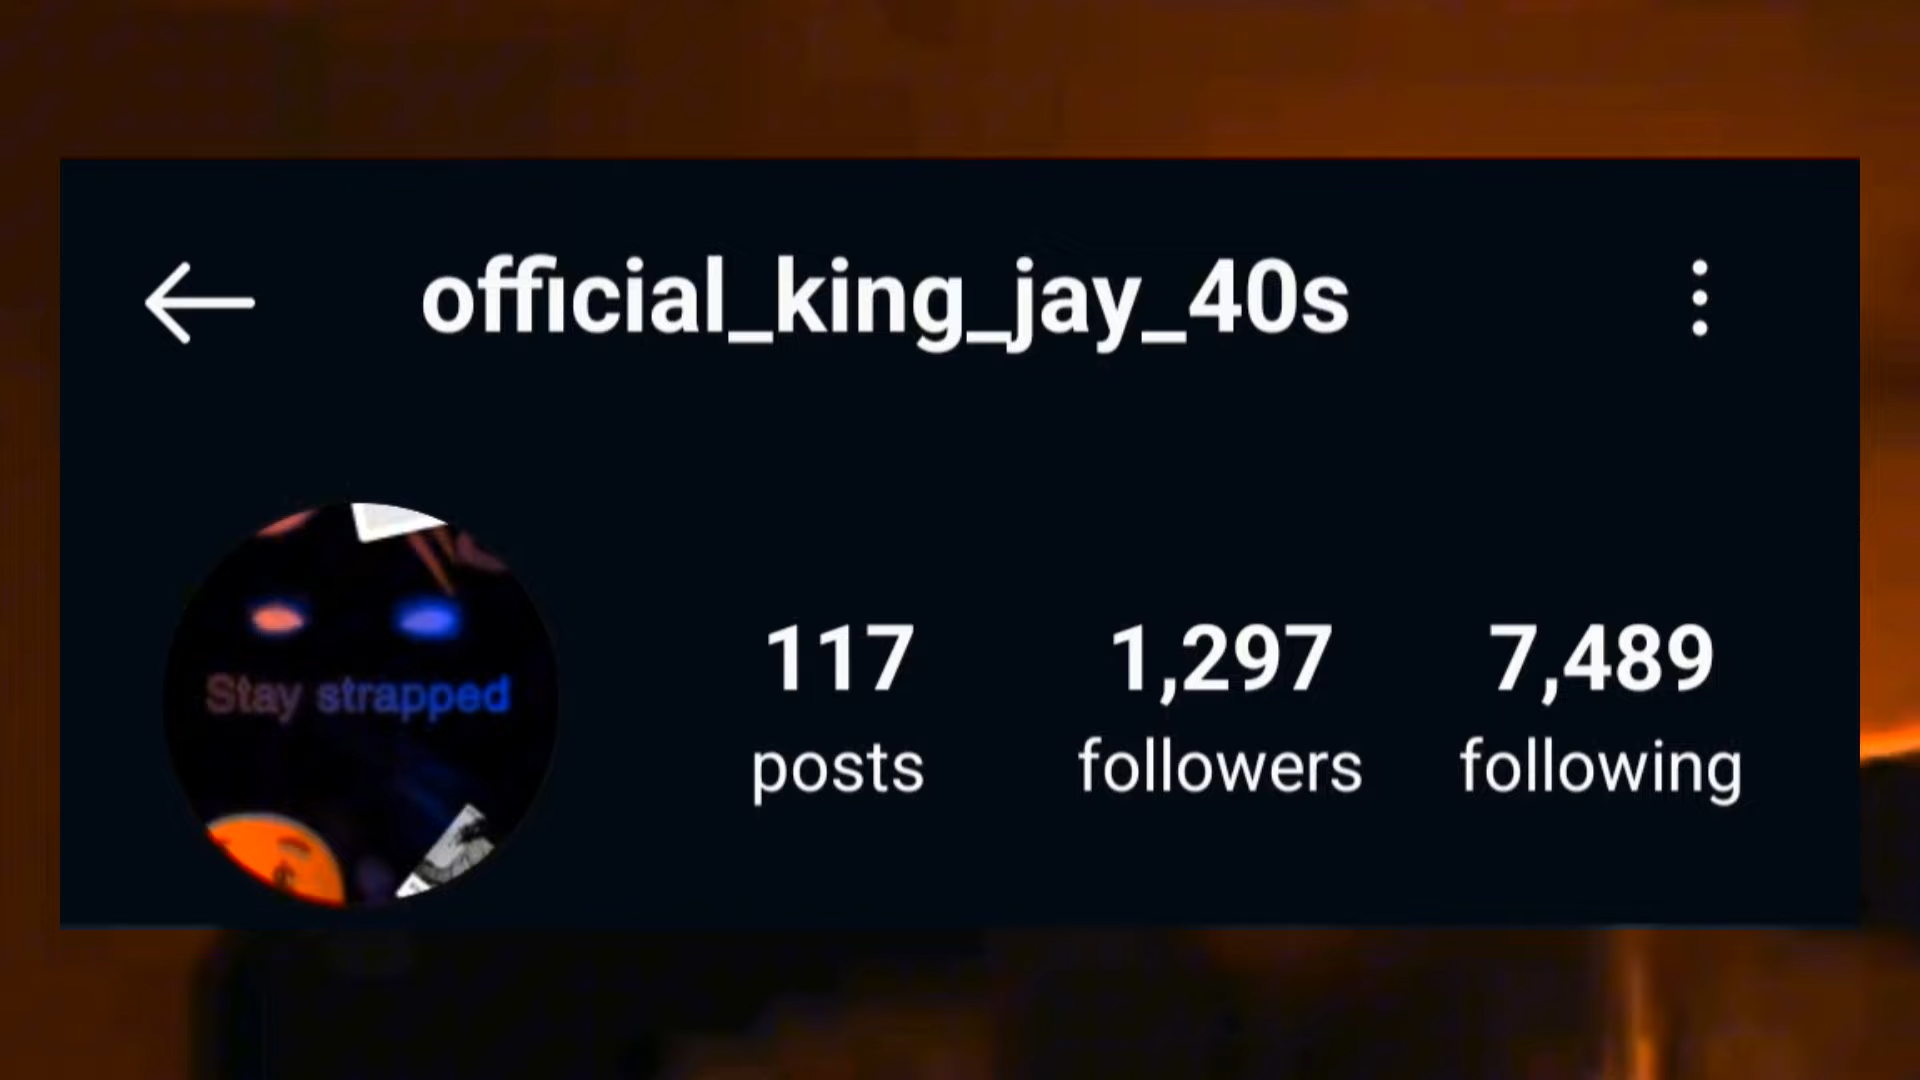 official_king_jay_40s
Stay strapped
117 1,297 7,489
posts followers following